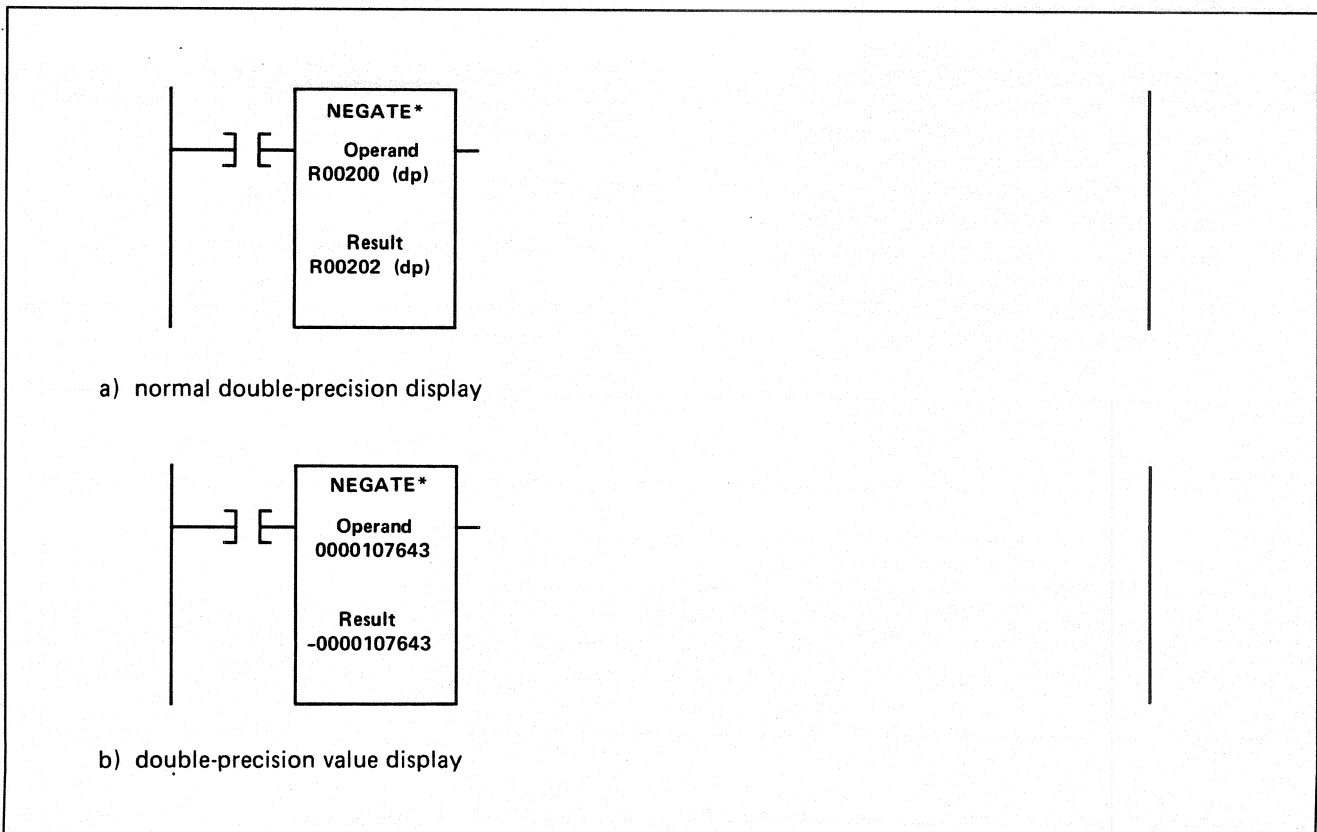 NEGATE*
Operand
R00200 (dp)
Result
R00202 (dp)
a) normal double-precision display
NEGATE*
Operand
0000107643
Result
-0000107643
b) double-precision value display